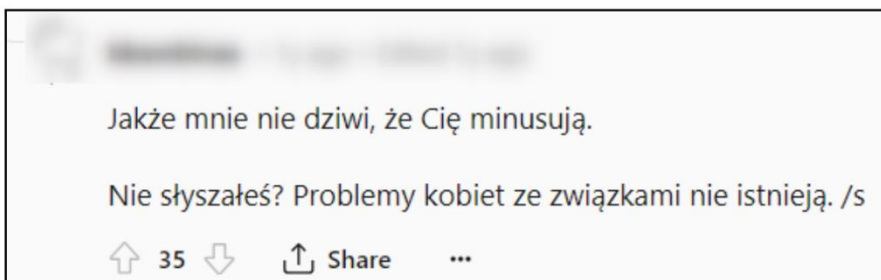 Jakże mnie nie dziwi, że Cię minusują.
Nie słyszałeś? Problemy kobiet ze związkami nie istnieją. /s
35 Share ···